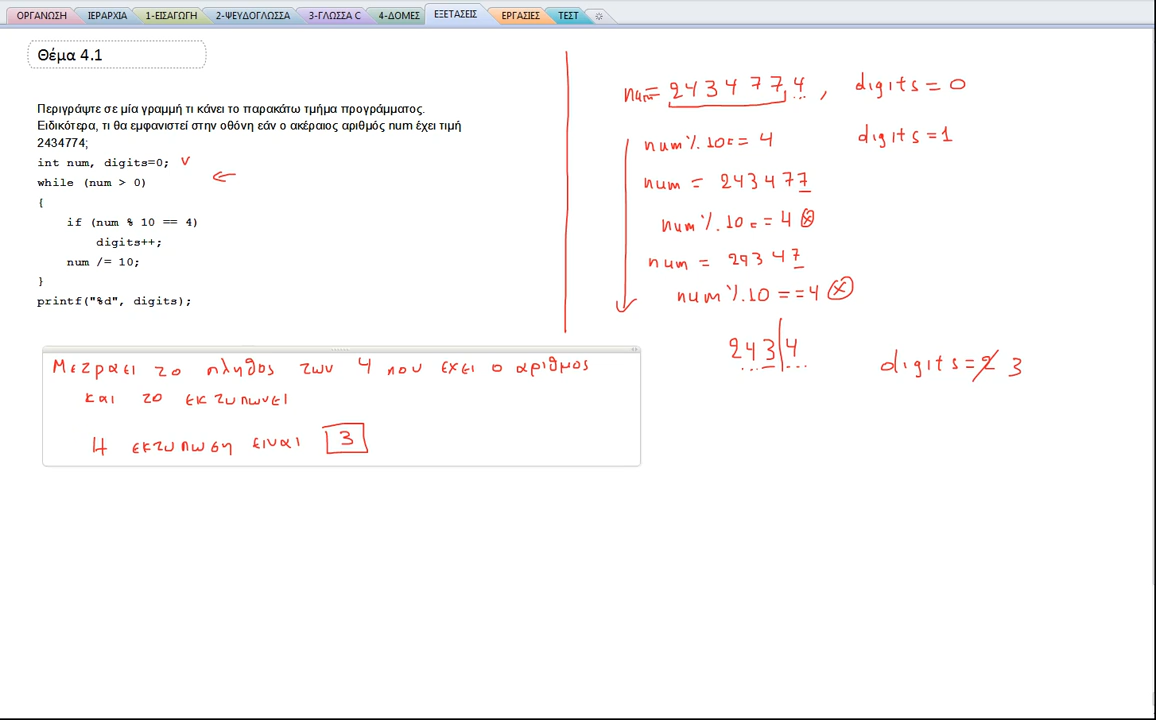 ΟΡΓΑΝΩΣΗ ΙΕΡΑΡΧΙΑ 1-ΕΙΣΑΓΩΓΗ 2-ΨΕΥΔΟΓΛΩΣΣΑ 3-ΓΛΩΣΣΑ C 4-ΔΟΜΕΣ ΕΞΕΤΑΣΕΙΣ ΕΡΓΑΣΙΕΣ ΤΕΣΤ
Θέμα 4.1
Περιγράψτε σε μία γραμμή τι κάνει το παρακάτω τμήμα προγράμματος.
Ειδικότερα, τι θα εμφανιστεί στην οθόνη εάν ο ακέραιος αριθμός num έχει τιμή
2434774;
int num, digits=0; v
while (num > 0)
{
if (num % 10 == 4)
digits++;
num /= 10;
}
printf("%d", digits);
Μετραει το πληθος των 4 που εχει ο αριθμος
και το εκτυπωνει
Η εκτυπωση ειναι 3
num= 2434774, digits = 0
num % 10 == 4 digits = 1
num = 243477
num % 10 == 4 x
num = 24347
num % 10 == 4 x
243|4
digits = 2 3